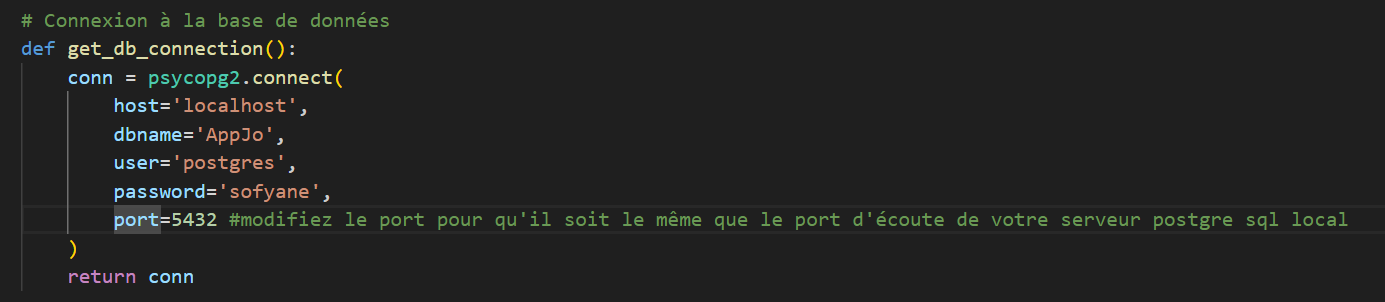 # Connexion à la base de données
def get_db_connection():
    conn = psycopg2.connect(
        host='localhost',
        dbname='AppJo',
        user='postgres',
        password='sofyane',
        port=5432 #modifiez le port pour qu'il soit le même que le port d'écoute de votre serveur postgre sql local
    )
    return conn